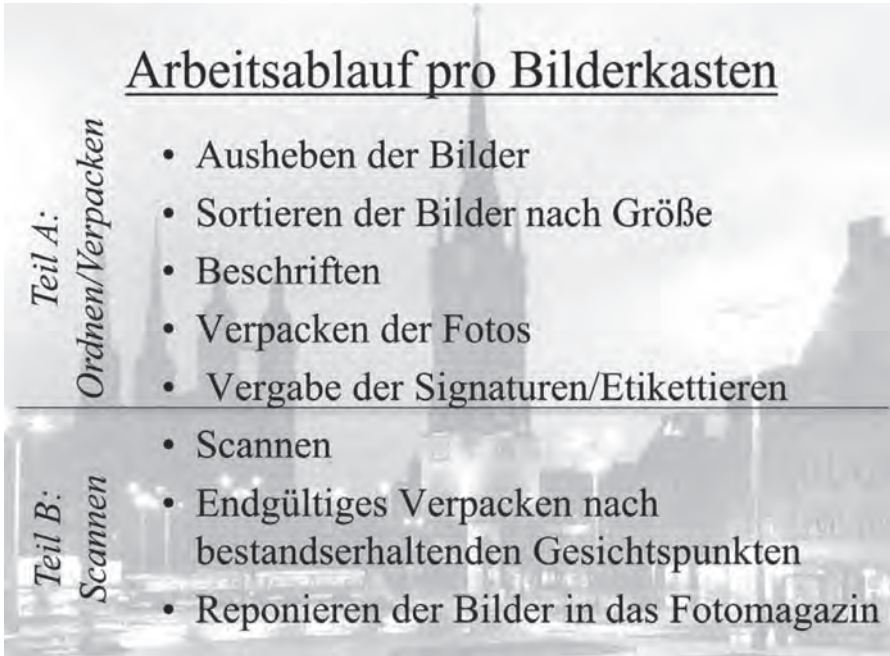 Arbeitsablauf pro Bilderkasten
Teil A:
Ordnen/Verpacken
• Ausheben der Bilder
• Sortieren der Bilder nach Größe
• Beschriften
• Verpacken der Fotos
• Vergabe der Signaturen/Etikettieren
Teil B:
Scannen
• Scannen
• Endgültiges Verpacken nach
bestandserhaltenden Gesichtspunkten
• Reponieren der Bilder in das Fotomagazin